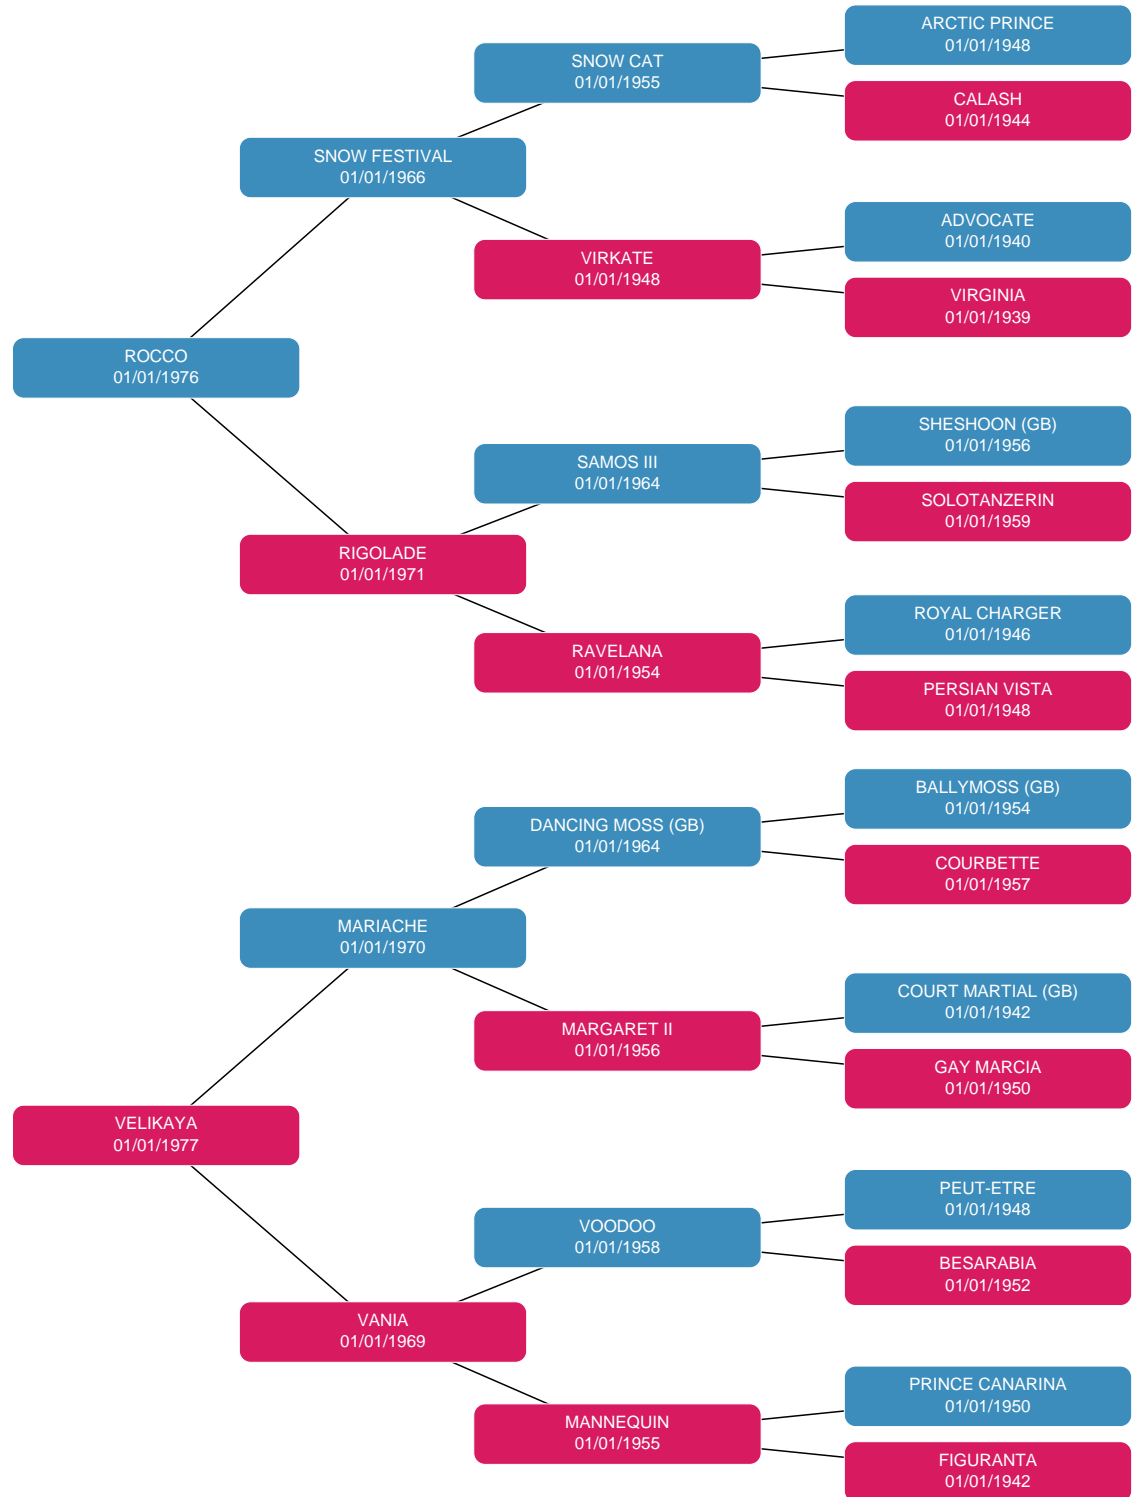 ARCTIC PRINCE
01/01/1948
SNOW CAT
01/01/1955
CALASH
01/01/1944
SNOW FESTIVAL
01/01/1966
ADVOCATE
01/01/1940
VIRKATE
01/01/1948
VIRGINIA
01/01/1939
ROCCO
01/01/1976
SHESHOON (GB)
01/01/1956
SAMOS III
01/01/1964
SOLOTANZERIN
01/01/1959
RIGOLADE
01/01/1971
ROYAL CHARGER
01/01/1946
RAVELANA
01/01/1954
PERSIAN VISTA
01/01/1948
BALLYMOSS (GB)
01/01/1954
DANCING MOSS (GB)
01/01/1964
COURBETTE
01/01/1957
MARIACHE
01/01/1970
COURT MARTIAL (GB)
01/01/1942
MARGARET II
01/01/1956
GAY MARCIA
01/01/1950
VELIKAYA
01/01/1977
PEUT-ETRE
01/01/1948
VOODOO
01/01/1958
BESARABIA
01/01/1952
VANIA
01/01/1969
PRINCE CANARINA
01/01/1950
MANNEQUIN
01/01/1955
FIGURANTA
01/01/1942